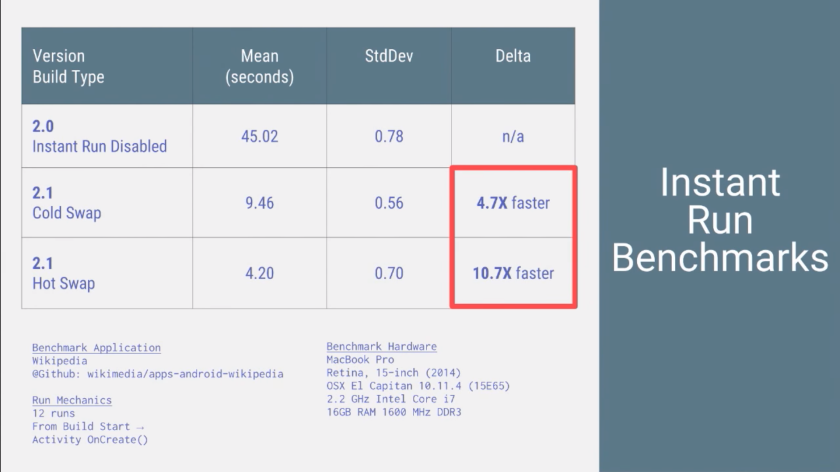 Version
Build Type
Mean
(seconds)
StdDev
Delta
2.0
Instant Run Disabled
45.02
0.78
n/a
2.1
Cold Swap
9.46
0.56
4.7X faster
2.1
Hot Swap
4.20
0.70
10.7X faster
Benchmark Application
Wikipedia
@Github: wikimedia/apps-android-wikipedia
Run Mechanics
12 runs
From Build Start →
Activity OnCreate()
Benchmark Hardware
MacBook Pro
Retina, 15-inch (2014)
OSX El Capitan 10.11.4 (15E65)
2.2 GHz Intel Core i7
16GB RAM 1600 MHz DDR3
Instant
Run
Benchmarks